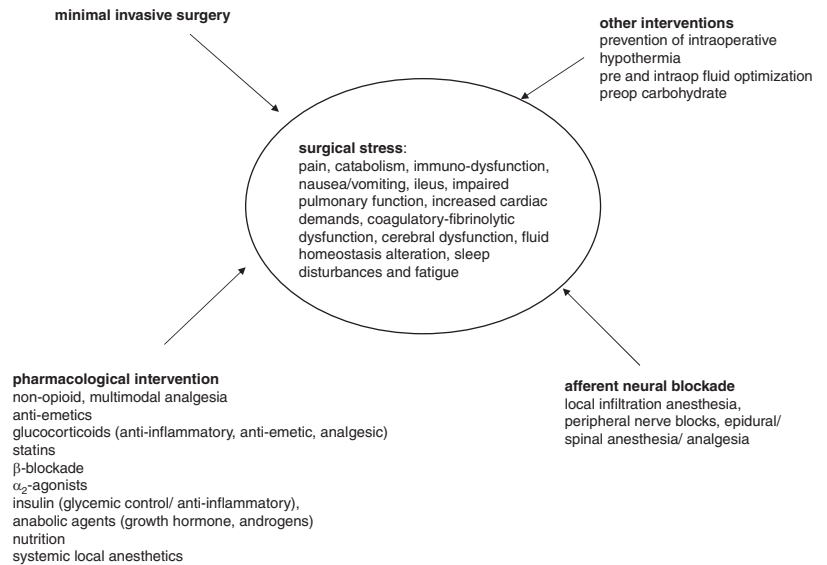 minimal invasive surgery
other interventions
prevention of intraoperative
hypothermia
pre and intraop fluid optimization
preop carbohydrate
surgical stress:
pain, catabolism, immuno-dysfunction,
nausea/vomiting, ileus, impaired
pulmonary function, increased cardiac
demands, coagulatory-fibrinolytic
dysfunction, cerebral dysfunction, fluid
homeostasis alteration, sleep
disturbances and fatigue
pharmacological intervention
non-opioid, multimodal analgesia
anti-emetics
glucocorticoids (anti-inflammatory, anti-emetic, analgesic)
statins
β-blockade
α₂-agonists
insulin (glycemic control/ anti-inflammatory),
anabolic agents (growth hormone, androgens)
nutrition
systemic local anesthetics
afferent neural blockade
local infiltration anesthesia,
peripheral nerve blocks, epidural/
spinal anesthesia/ analgesia